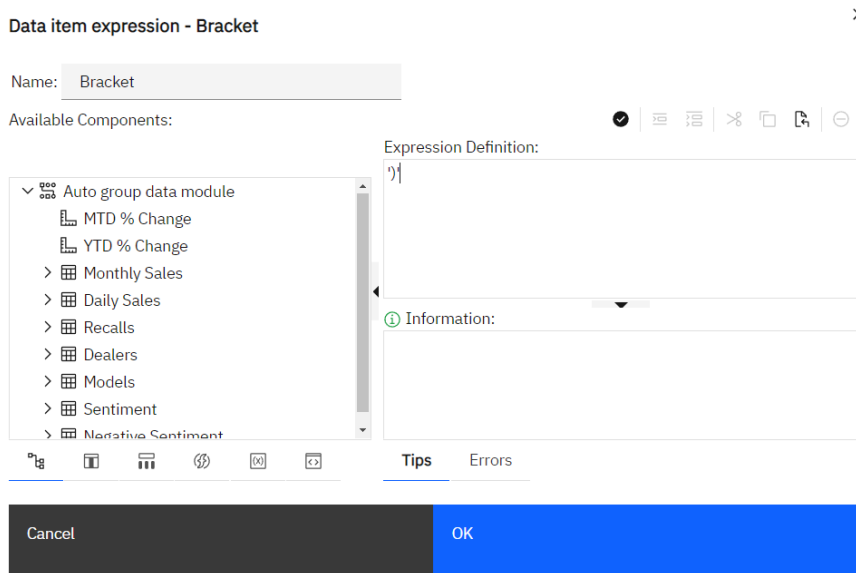 Data item expression - Bracket
Name: Bracket
Available Components:
Expression Definition:
')'
Auto group data module
MTD % Change
YTD % Change
Monthly Sales
Daily Sales
Recalls
Dealers
Models
Sentiment
Negative Sentiment
Information:
Tips Errors
Cancel OK